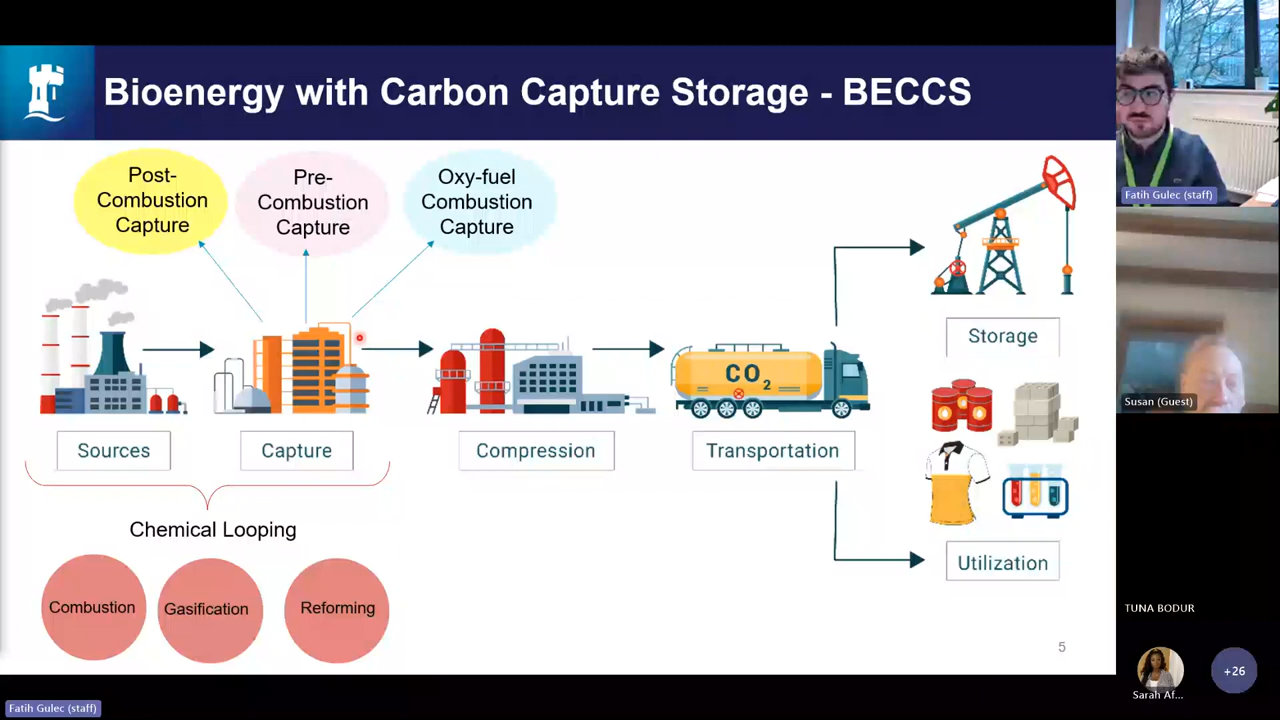 Bioenergy with Carbon Capture Storage - BECCS
Post-
Combustion
Capture
Pre-
Combustion
Capture
Oxy-fuel
Combustion
Capture
CO2
Sources
Capture
Compression
Transportation
Storage
Utilization
Chemical Looping
Combustion
Gasification
Reforming
5
Fatih Gulec (staff)
Susan (Guest)
TUNA BODUR
Sarah Af...
+26
Fatih Gulec (staff)